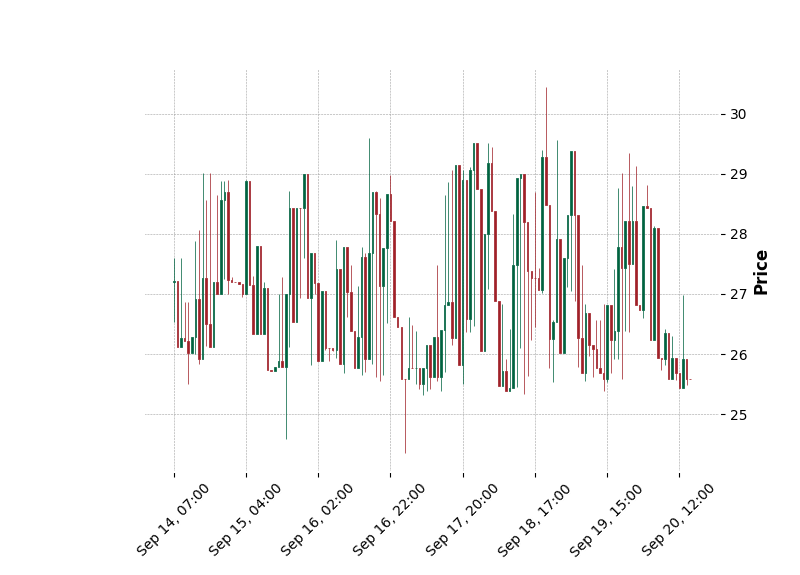 30
29
28
27
26
25
Price
Sep 14, 07:00
Sep 15, 04:00
Sep 16, 02:00
Sep 16, 22:00
Sep 17, 20:00
Sep 18, 17:00
Sep 19, 15:00
Sep 20, 12:00